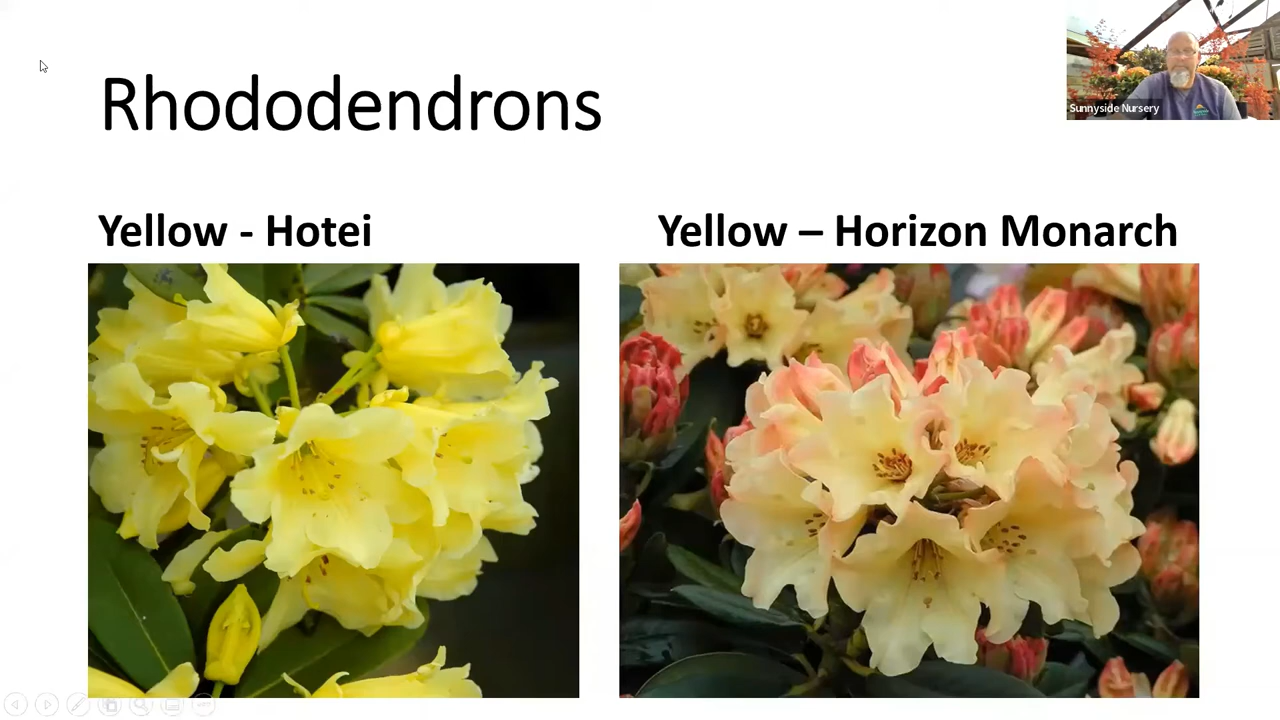 Rhododendrons
Sunnyside Nursery
Yellow - Hotei
Yellow – Horizon Monarch